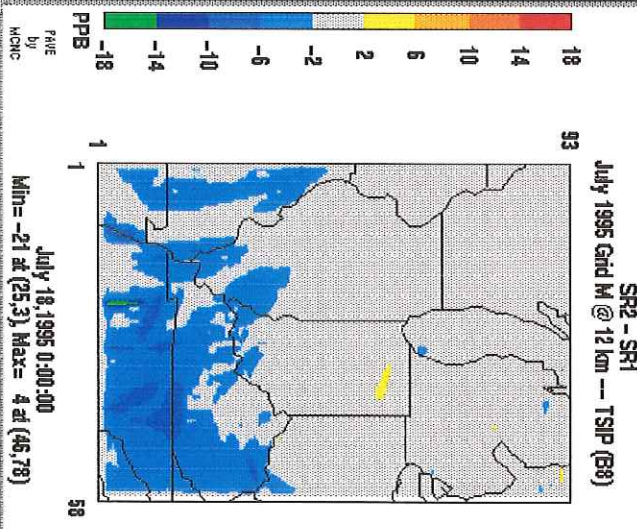 SR2 - SR1
July 1995 Grid M @ 12 km --- TSIP (B8)
18
14
10
6
2
-2
-6
-10
-14
-18
PPB
93
1
1
58
PAVE
by
MCNC
July 18,1995 0:00:00
Min= -21 at (25,3), Max= 4 at (46,78)